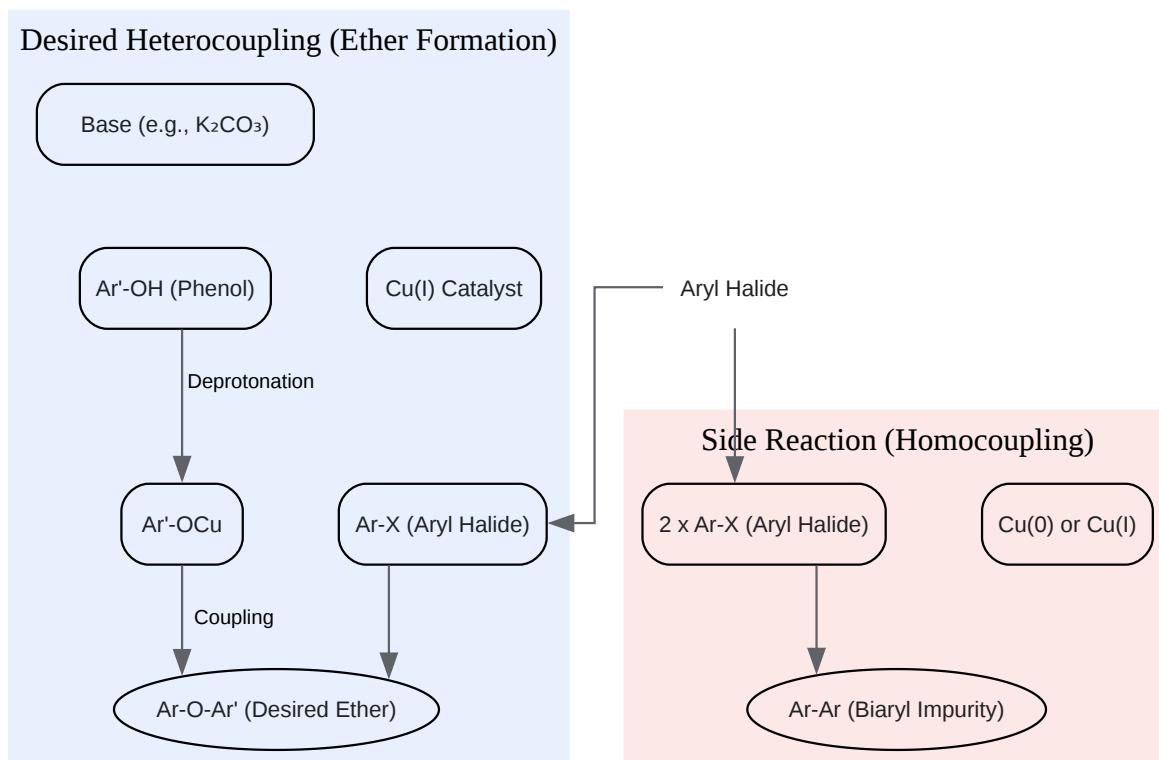 Desired Heterocoupling (Ether Formation)
Base (e.g., K₂CO₃)
Ar'-OH (Phenol)
Cu(I) Catalyst
Aryl Halide
Deprotonation
Side Reaction (Homocoupling)
Ar'-OCu
Ar-X (Aryl Halide)
2 x Ar-X (Aryl Halide)
Cu(0) or Cu(I)
Coupling
Ar-O-Ar' (Desired Ether)
Ar-Ar (Biaryl Impurity)